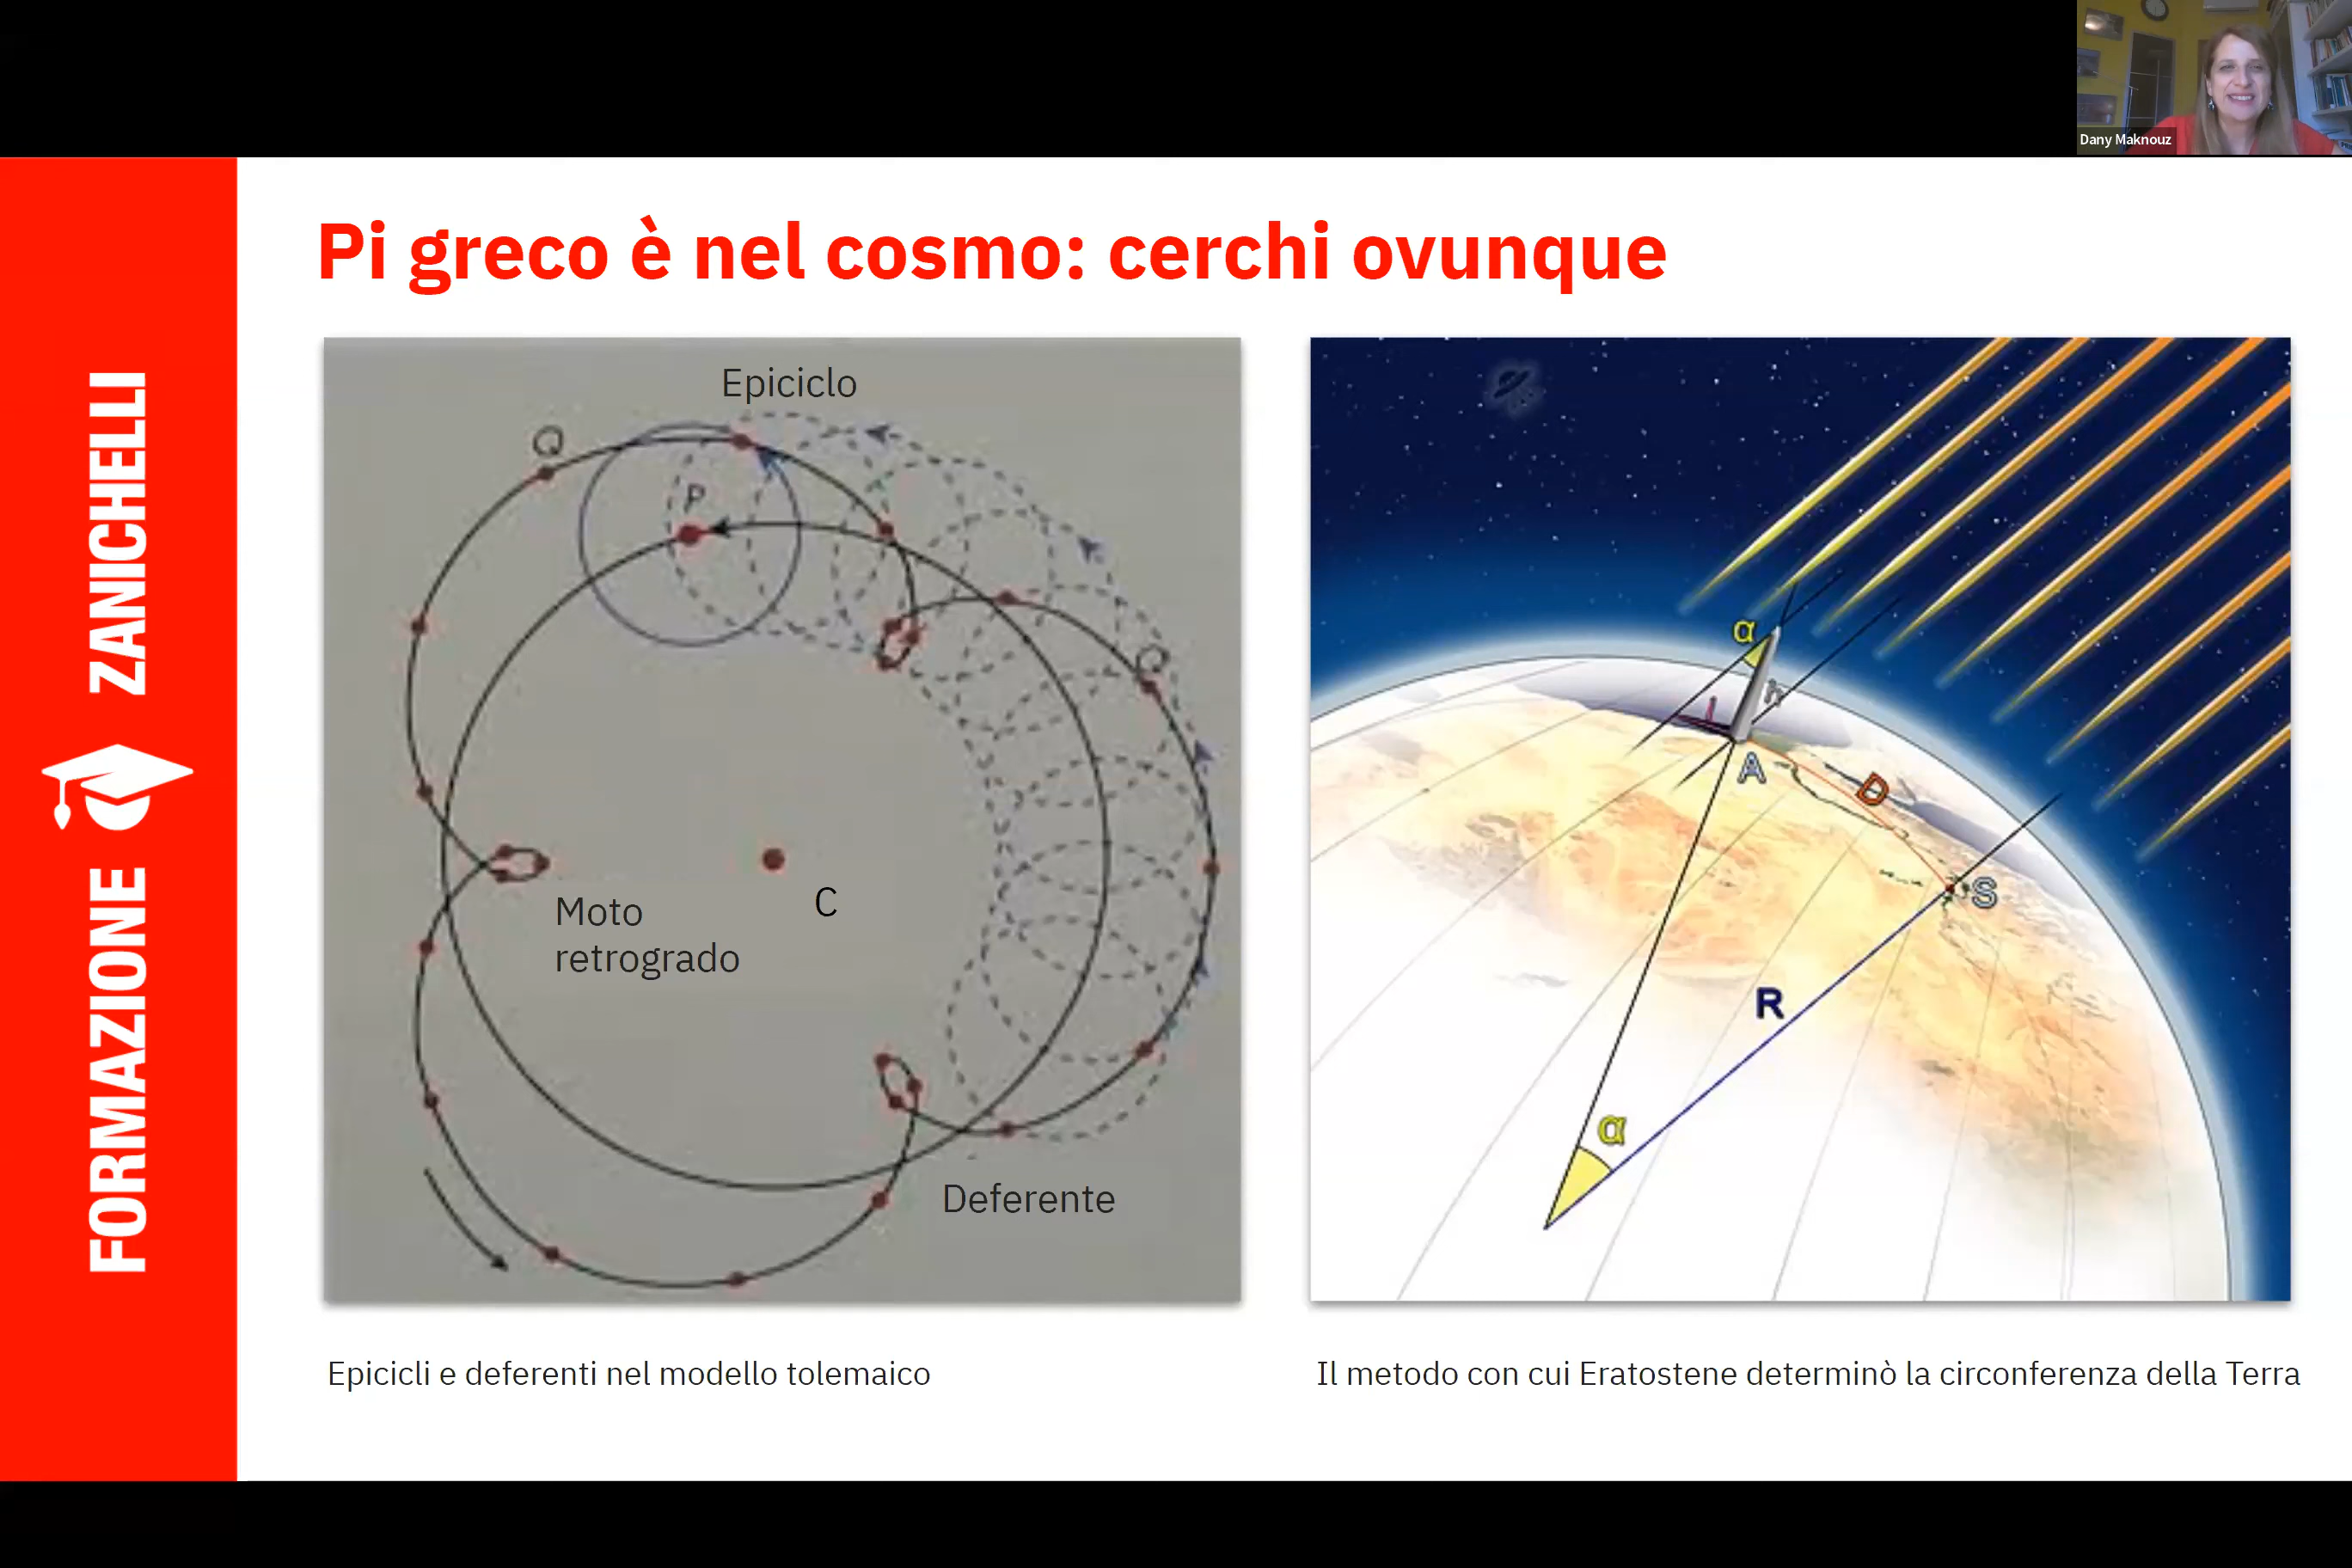 Dany Maknouz
FORMAZIONE ZANICHELLI
Pi greco è nel cosmo: cerchi ovunque
Epiciclo
Q
P
Q
Moto
retrogrado
C
Deferente
α
h
l
A
D
S
R
α
Epicicli e deferenti nel modello tolemaico
Il metodo con cui Eratostene determinò la circonferenza della Terra